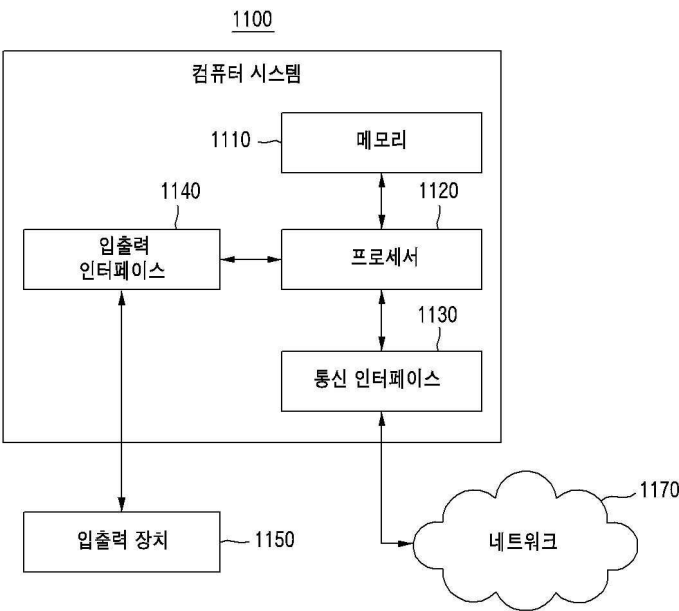 1100
컴퓨터 시스템
1110
메모리
1140
1120
입출력
인터페이스
프로세서
1130
통신 인터페이스
1170
입출력 장치
1150
네트워크